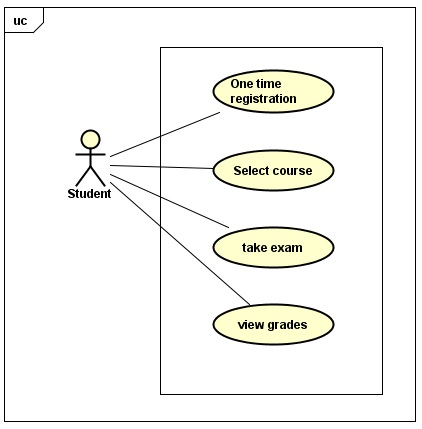 uc
One time
registration
Select course
Student
take exam
view grades